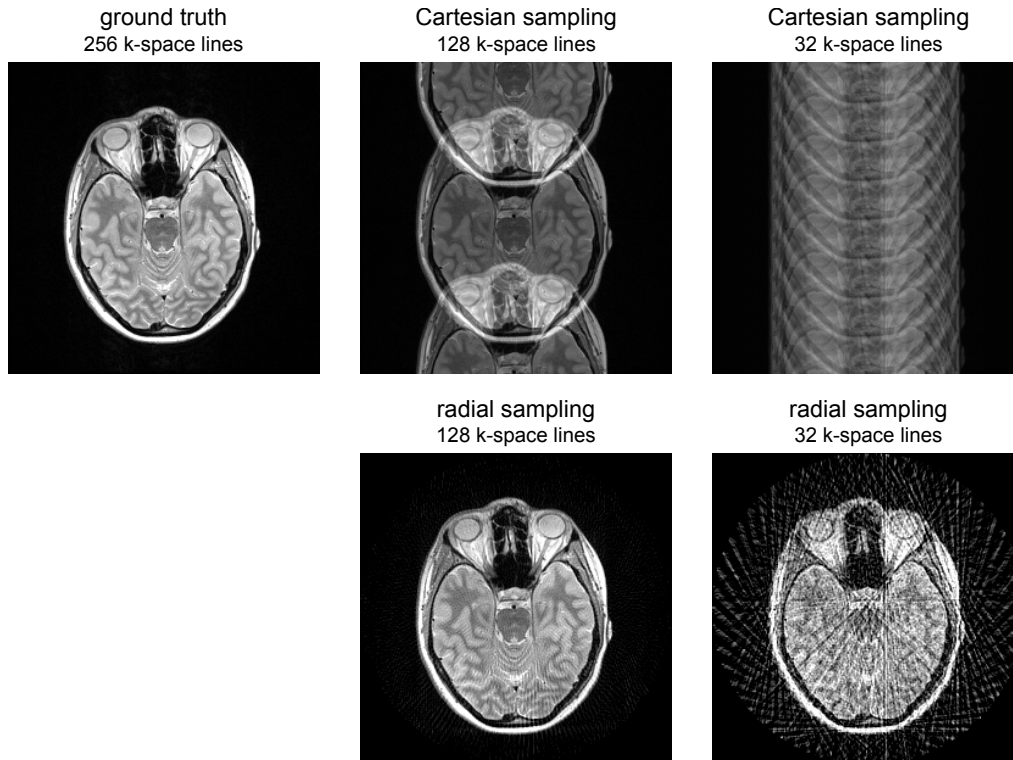 ground truth
256 k-space lines
Cartesian sampling
128 k-space lines
Cartesian sampling
32 k-space lines
radial sampling
128 k-space lines
radial sampling
32 k-space lines